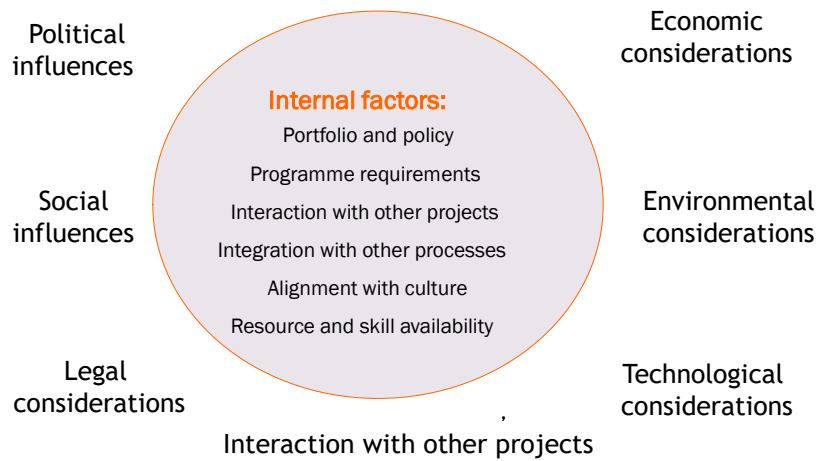 Political
influences
Economic
considerations
Internal factors:
Portfolio and policy
Programme requirements
Interaction with other projects
Integration with other processes
Alignment with culture
Resource and skill availability
Social
influences
Environmental
considerations
Legal
considerations
Technological
considerations
,
Interaction with other projects